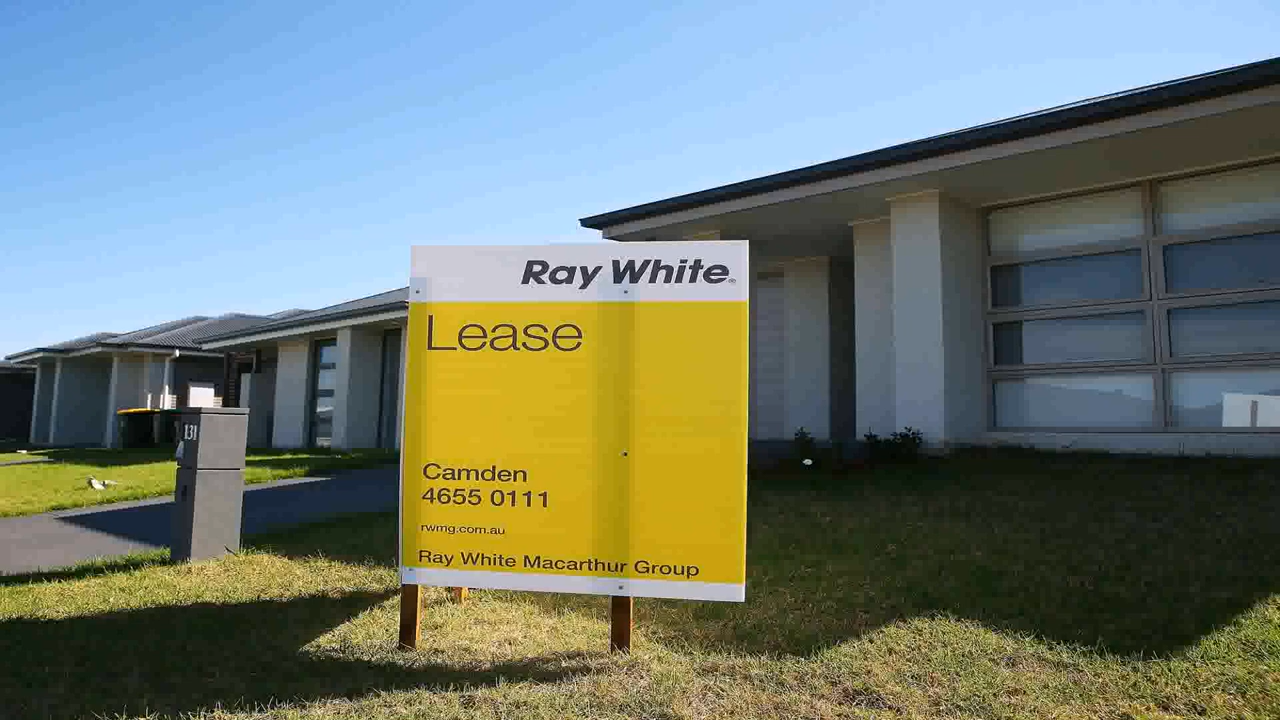 Ray White
Lease
Camden
4655 0111
rwmg.com.au
Ray White Macarthur Group
131